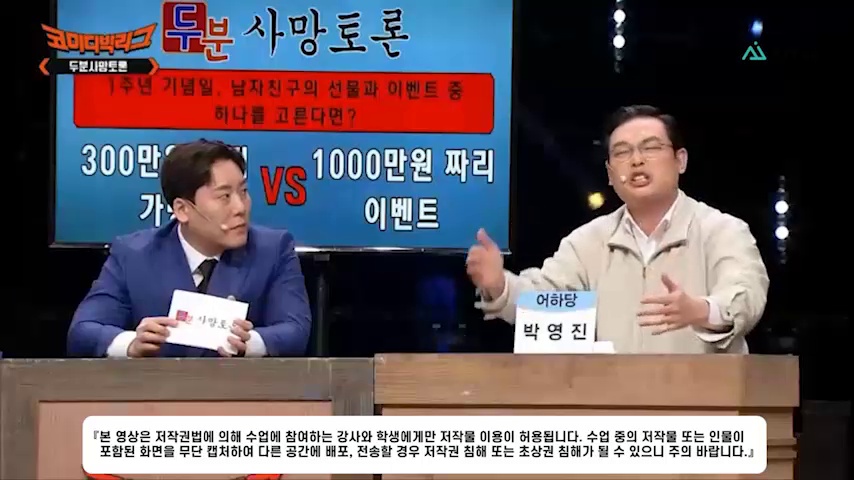 코미디빅리그
두분사망토론
두분 사망토론
1주년 기념일, 남자친구의 선물과 이벤트 중
하나를 고른다면?
300만원
VS
1000만원 짜리
이벤트
두분 사망토론
어하당
박영진
『본 영상은 저작권법에 의해 수업에 참여하는 강사와 학생에게만 저작물 이용이 허용됩니다. 수업 중의 저작물 또는 인물이
포함된 화면을 무단 캡처하여 다른 공간에 배포, 전송할 경우 저작권 침해 또는 초상권 침해가 될 수 있으니 주의 바랍니다.』